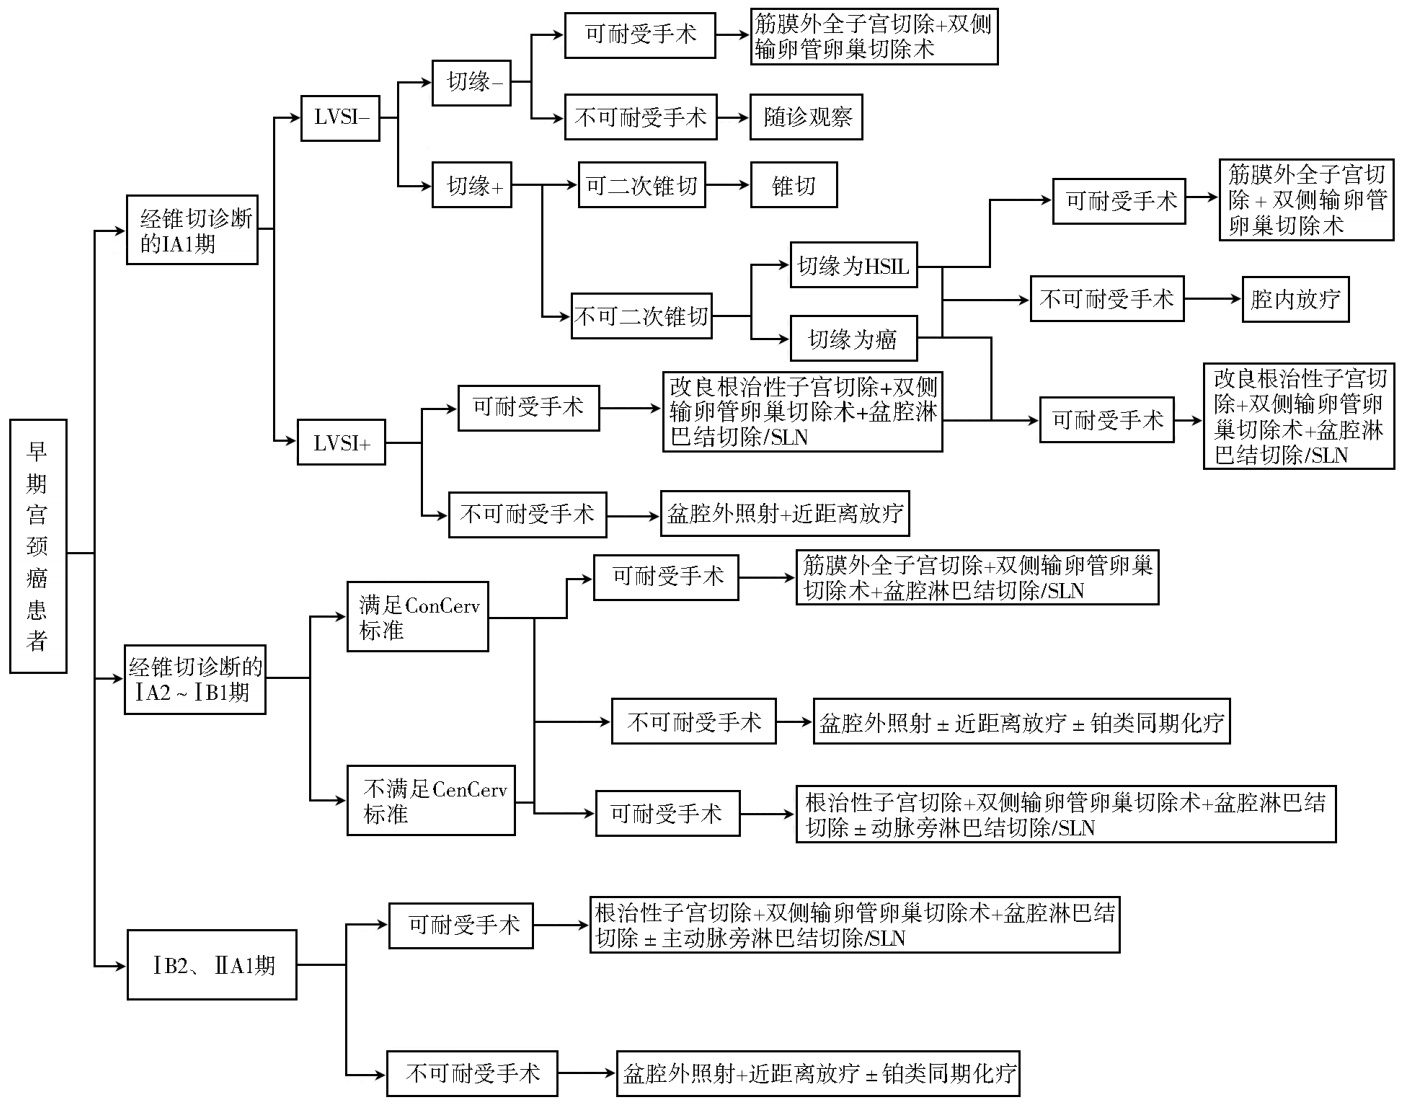 早
期
宫
颈
癌
患
者
经锥切诊断
的IA1期
LVSI-
切缘-
可耐受手术
筋膜外全子宫切除+双侧
输卵管卵巢切除术
不可耐受手术
随诊观察
切缘+
可二次锥切
锥切
不可二次锥切
切缘为HSIL
可耐受手术
筋膜外全子宫切
除+双侧输卵管
卵巢切除术
不可耐受手术
腔内放疗
切缘为癌
可耐受手术
改良根治性子宫切
除+双侧输卵管卵
巢切除术+盆腔淋
巴结切除/SLN
LVSI+
可耐受手术
改良根治性子宫切除+双侧
输卵管卵巢切除术+盆腔淋
巴结切除/SLN
不可耐受手术
盆腔外照射+近距离放疗
经锥切诊断的
ⅠA2~ⅠB1期
满足ConCerv
标准
可耐受手术
筋膜外全子宫切除+双侧输卵管卵巢
切除术+盆腔淋巴结切除/SLN
不可耐受手术
盆腔外照射±近距离放疗±铂类同期化疗
不满足CenCerv
标准
可耐受手术
根治性子宫切除+双侧输卵管卵巢切除术+盆腔淋巴结
切除±动脉旁淋巴结切除/SLN
ⅠB2、ⅡA1期
可耐受手术
根治性子宫切除+双侧输卵管卵巢切除术+盆腔淋巴结
切除±主动脉旁淋巴结切除/SLN
不可耐受手术
盆腔外照射+近距离放疗±铂类同期化疗